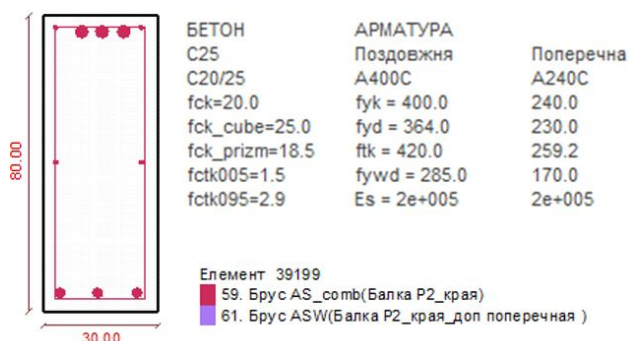 80.00
30.00
БЕТОН АРМАТУРА
С25 Поздовжня Поперечна
C20/25 A400C A240C
fck=20.0 fyk = 400.0 240.0
fck_cube=25.0 fyd = 364.0 230.0
fck_prizm=18.5 ftk = 420.0 259.2
fctk005=1.5 fywd = 285.0 170.0
fctk095=2.9 Es = 2e+005 2e+005
Елемент 39199
59. Брус AS_comb(Балка Р2_края)
61. Брус ASW(Балка Р2_края_доп поперечная )